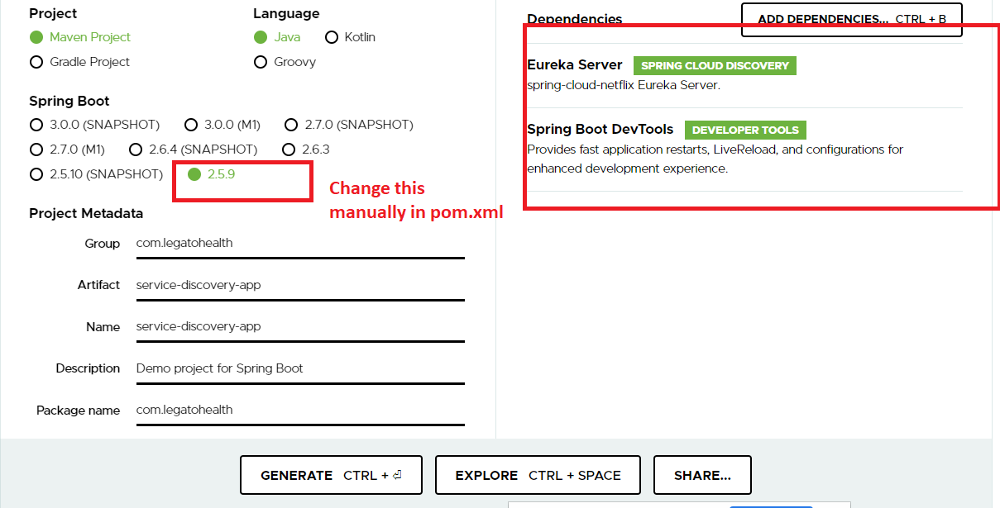 Project
Language
Maven Project
Java
Kotlin
Gradle Project
Groovy
Spring Boot
3.0.0 (SNAPSHOT)
3.0.0 (M1)
2.7.0 (SNAPSHOT)
2.7.0 (M1)
2.6.4 (SNAPSHOT)
2.6.3
2.5.10 (SNAPSHOT)
2.5.9
Change this
manually in pom.xml
Project Metadata
Group com.legatohealth
Artifact service-discovery-app
Name service-discovery-app
Description Demo project for Spring Boot
Package name com.legatohealth
Dependencies
ADD DEPENDENCIES... CTRL + B
Eureka Server SPRING CLOUD DISCOVERY
spring-cloud-netflix Eureka Server.
Spring Boot DevTools DEVELOPER TOOLS
Provides fast application restarts, LiveReload, and configurations for
enhanced development experience.
GENERATE CTRL + ⏎
EXPLORE CTRL + SPACE
SHARE...